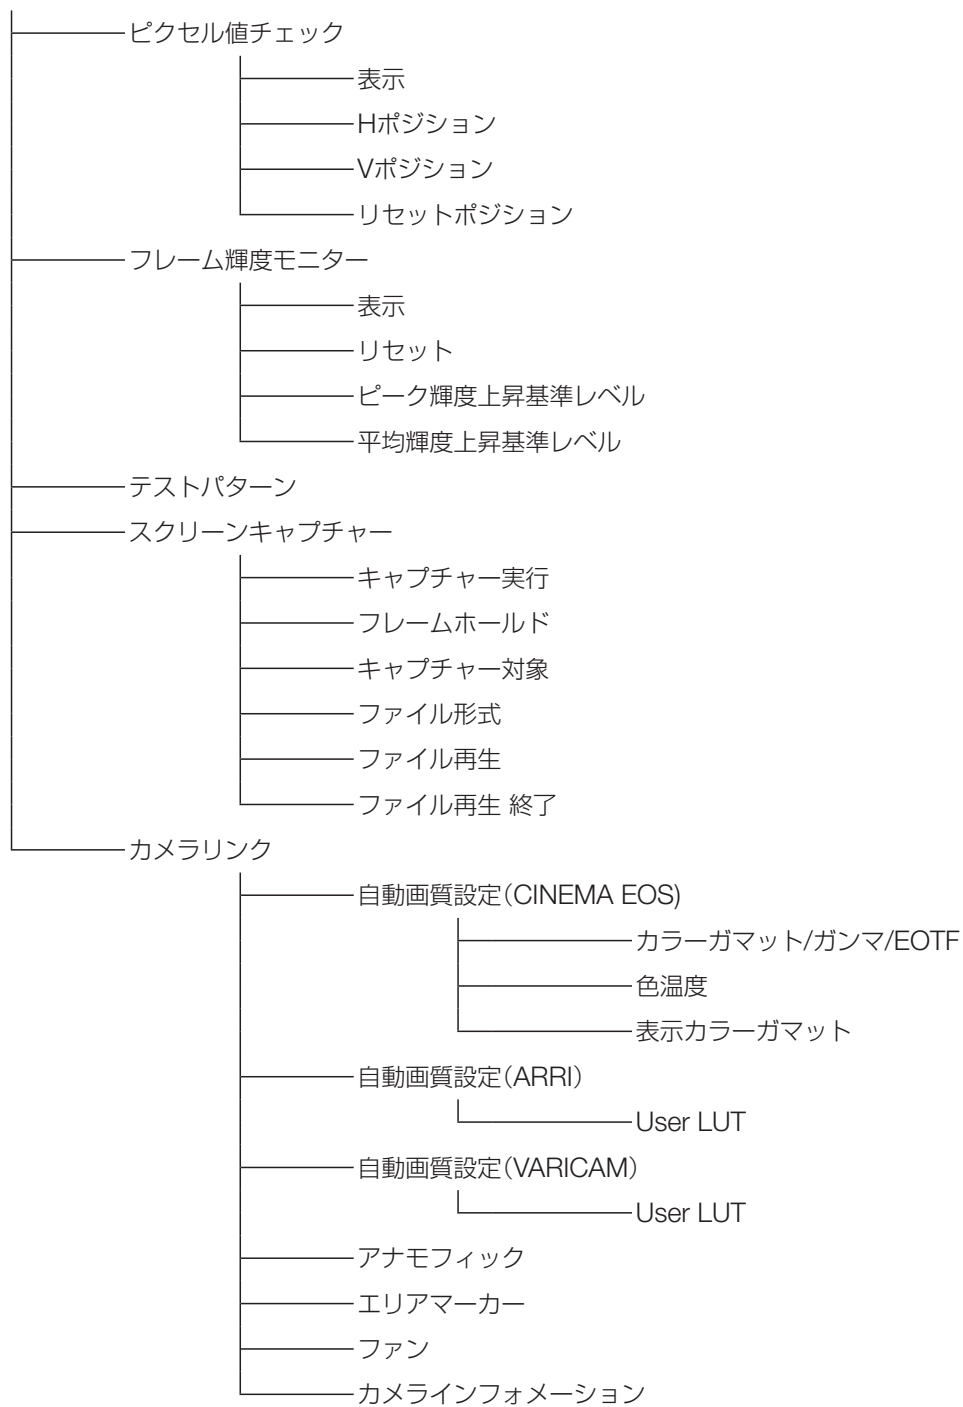 ピクセル値チェック
表示
Hポジション
Vポジション
リセットポジション
フレーム輝度モニター
表示
リセット
ピーク輝度上昇基準レベル
平均輝度上昇基準レベル
テストパターン
スクリーンキャプチャー
キャプチャー実行
フレームホールド
キャプチャー対象
ファイル形式
ファイル再生
ファイル再生 終了
カメラリンク
自動画質設定(CINEMA EOS)
カラーガマット/ガンマ/EOTF
色温度
表示カラーガマット
自動画質設定(ARRI)
User LUT
自動画質設定(VARICAM)
User LUT
アナモフィック
エリアマーカー
ファン
カメラインフォメーション